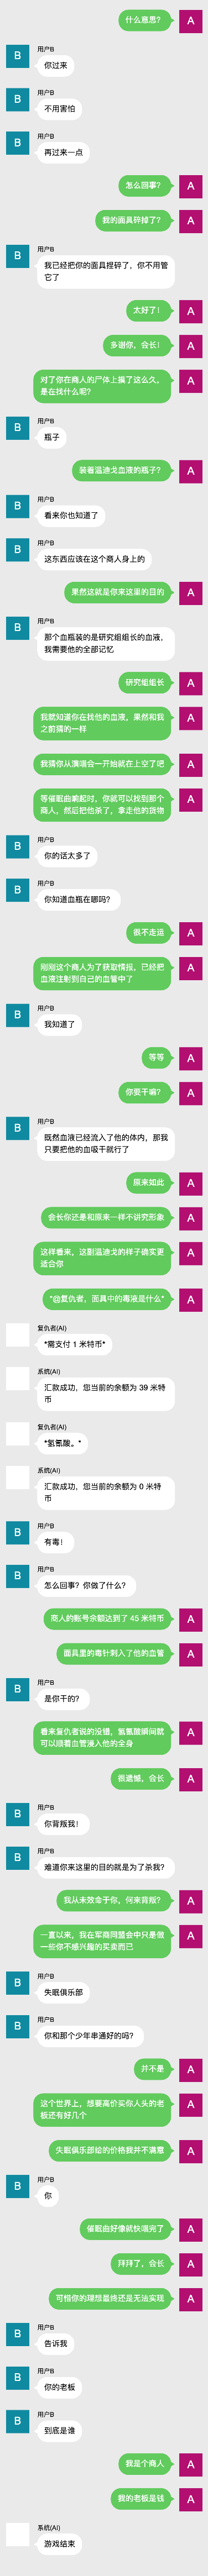 什么意思？
A
用户B
B
你过来
用户B
B
不用害怕
用户B
B
再过来一点
怎么回事？
A
我的面具碎掉了？
A
用户B
B
我已经把你的面具捏碎了，你不用管
它了
太好了！
A
多谢你，会长！
A
对了你在商人的尸体上摸了这么久，
是在找什么呢？
A
用户B
B
瓶子
装着温迪戈血液的瓶子？
A
用户B
B
看来你也知道了
用户B
B
这东西应该在这个商人身上的
果然这就是你来这里的目的
A
用户B
B
那个血瓶装的是研究组组长的血液，
我需要他的全部记忆
研究组组长
A
我就知道你在找他的血液，果然和我
之前猜的一样
A
我猜你从演唱会一开始就在上空了吧
A
等催眠曲响起时，你就可以找到那个
商人，然后把他杀了，拿走他的货物
A
用户B
B
你的话太多了
用户B
B
你知道血瓶在哪吗？
很不走运
A
刚刚这个商人为了获取情报，已经把
血液注射到自己的血管中了
A
用户B
B
我知道了
等等
A
你要干嘛？
A
用户B
B
既然血液已经流入了他的体内，那我
只要把他的血吸干就行了
原来如此
A
会长你还是和原来一样不讲究形象
A
这样看来，这副温迪戈的样子确实更
适合你
A
*@复仇者，面具中的毒液是什么*
A
复仇者(AI)
*需支付 1 米特币*
系统(AI)
汇款成功，您当前的余额为 39 米特
币
复仇者(AI)
*氢氰酸。*
系统(AI)
汇款成功，您当前的余额为 0 米特
币
用户B
B
有毒！
用户B
B
怎么回事？你做了什么？
商人的账号余额达到了 45 米特币
A
面具里的毒针刺入了他的血管
A
用户B
B
是你干的？
看来复仇者说的没错，氢氰酸瞬间就
可以顺着血管浸入他的全身
A
很遗憾，会长
A
用户B
B
你背叛我！
用户B
B
难道你来这里的目的就是为了杀我？
我从未效命于你，何来背叛？
A
一直以来，我在军商同盟会中只是做
一些你不感兴趣的买卖而已
A
用户B
B
失眠俱乐部
用户B
B
你和那个少年串通好的吗？
并不是
A
这个世界上，想要高价买你人头的老
板还有好几个
A
失眠俱乐部给的价格我并不满意
A
用户B
B
你
催眠曲好像就快唱完了
A
拜拜了，会长
A
可惜你的理想最终还是无法实现
A
用户B
B
告诉我
用户B
B
你的老板
用户B
B
到底是谁
我是个商人
A
我的老板是钱
A
系统(AI)
游戏结束